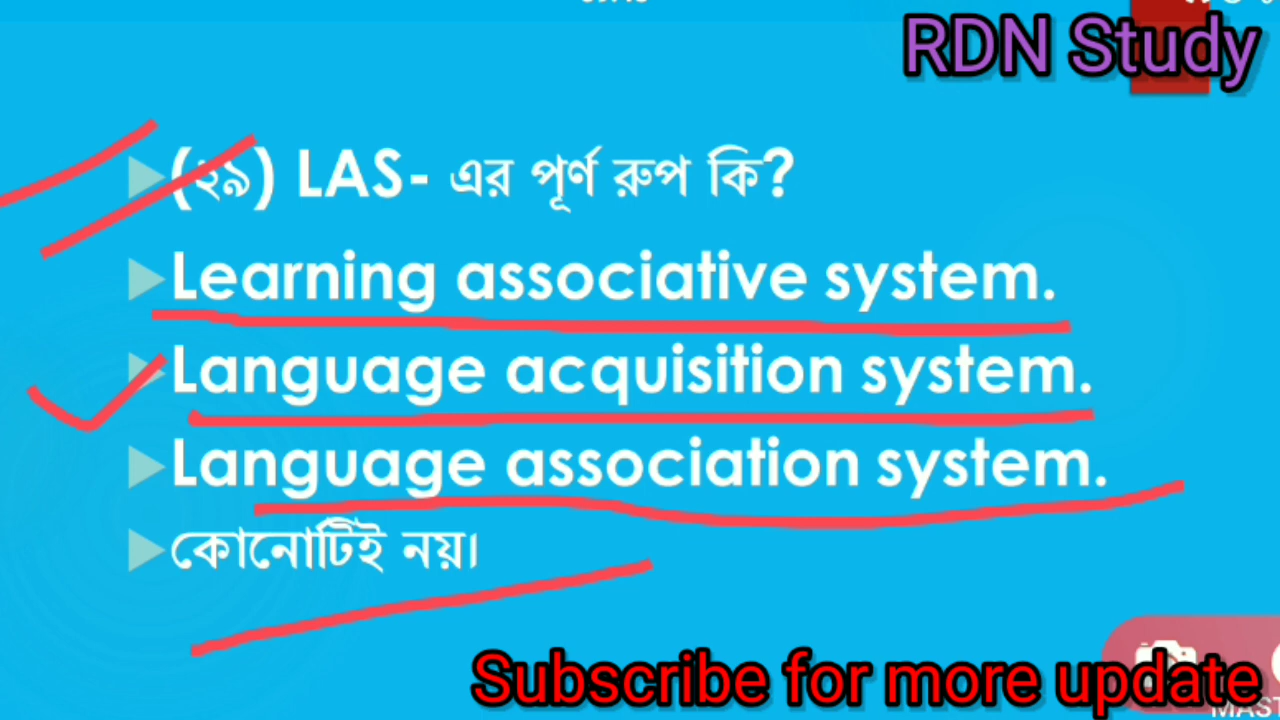 RDN Study
(২৯) LAS- এর পূর্ণ রুপ কি?
Learning associative system.
Language acquisition system.
Language association system.
কোনোটিই নয়।
Subscribe for more update